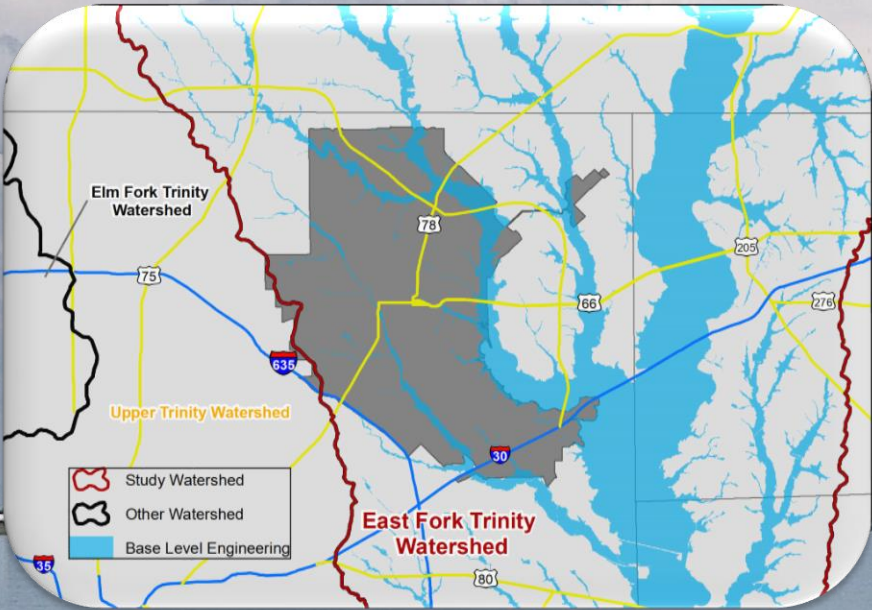 Elm Fork Trinity
Watershed
78
205
75
66
276
635
Upper Trinity Watershed
30
Study Watershed
Other Watershed
Base Level Engineering
East Fork Trinity
Watershed
35
80